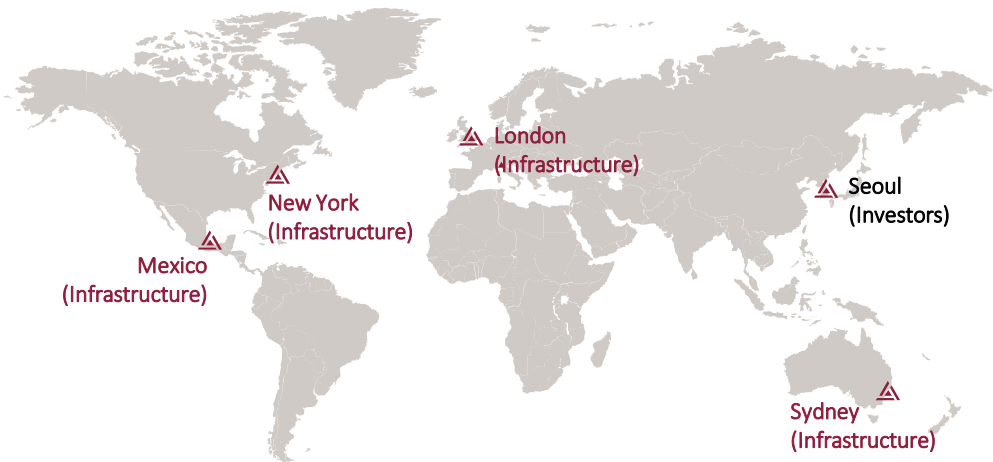 London
(Infrastructure)
Seoul
(Investors)
New York
(Infrastructure)
Mexico
(Infrastructure)
Sydney
(Infrastructure)